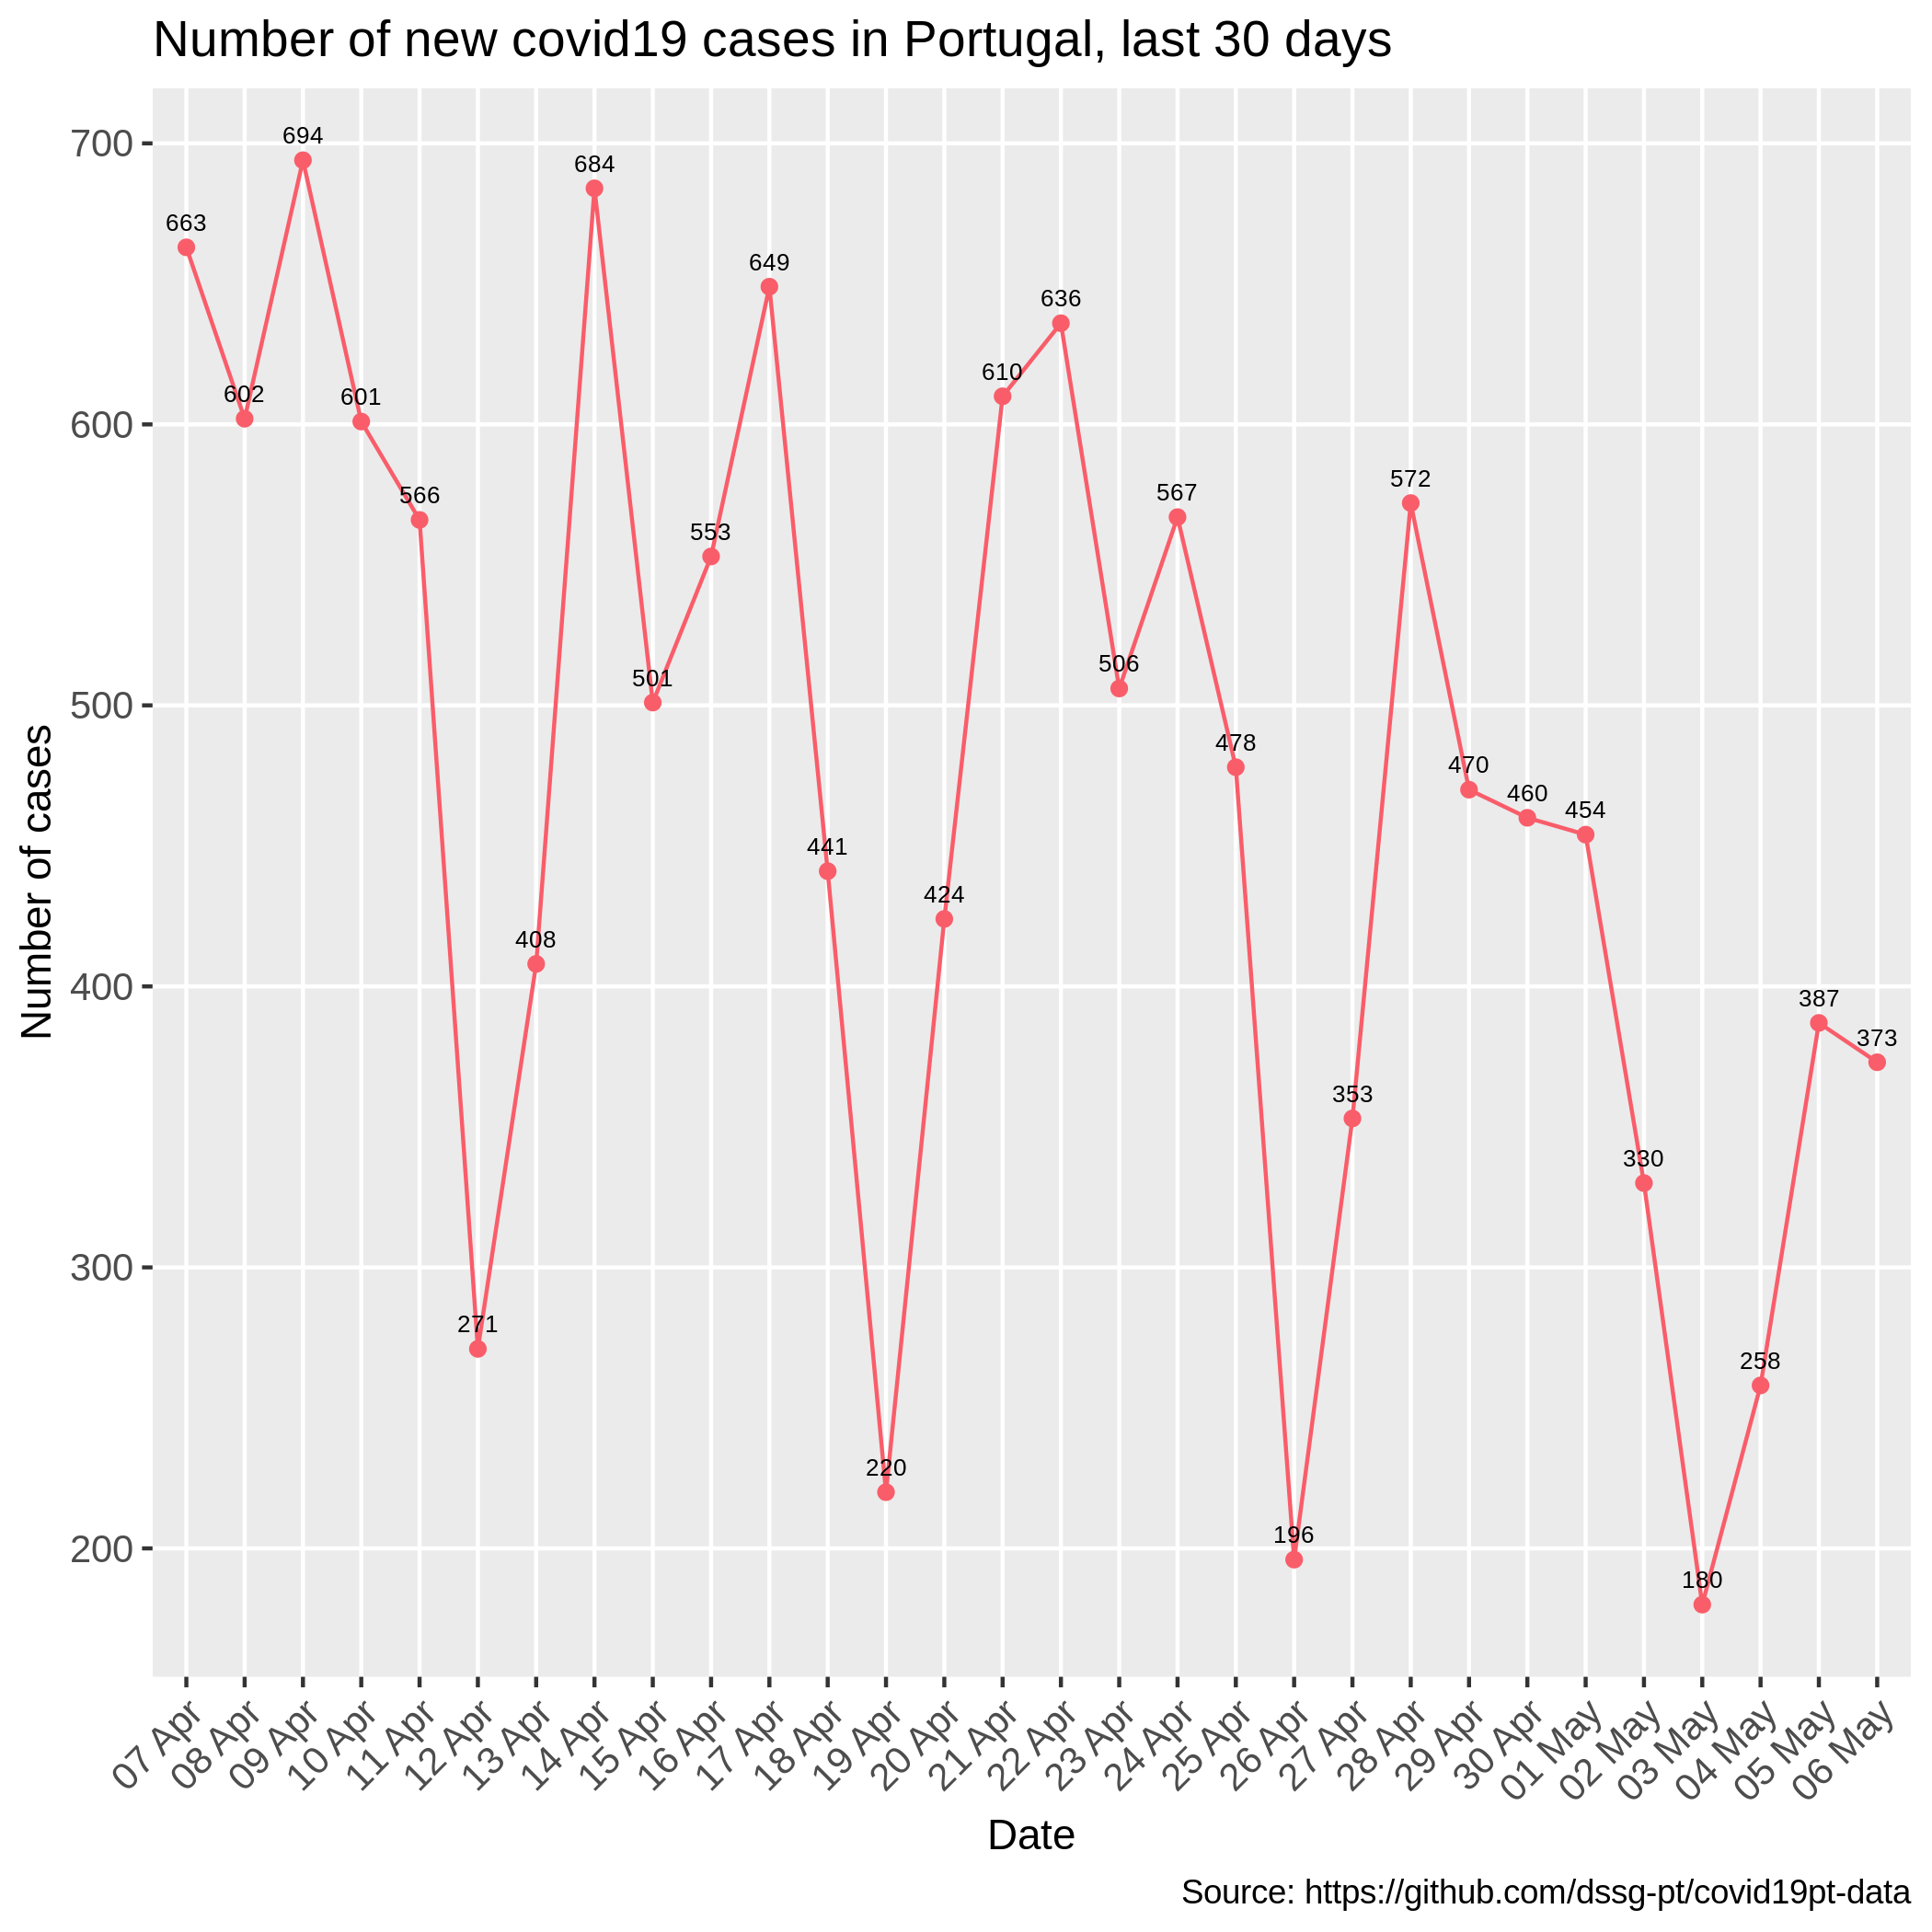 Number of new covid19 cases in Portugal, last 30 days
Number of cases
700
600
500
400
300
200
663
602
694
601
566
271
408
684
501
553
649
441
220
424
610
636
506
567
478
196
353
572
470
460
454
330
180
258
387
373
07 Apr
08 Apr
09 Apr
10 Apr
11 Apr
12 Apr
13 Apr
14 Apr
15 Apr
16 Apr
17 Apr
18 Apr
19 Apr
20 Apr
21 Apr
22 Apr
23 Apr
24 Apr
25 Apr
26 Apr
27 Apr
28 Apr
29 Apr
30 Apr
01 May
02 May
03 May
04 May
05 May
06 May
Date
Source: https://github.com/dssg-pt/covid19pt-data